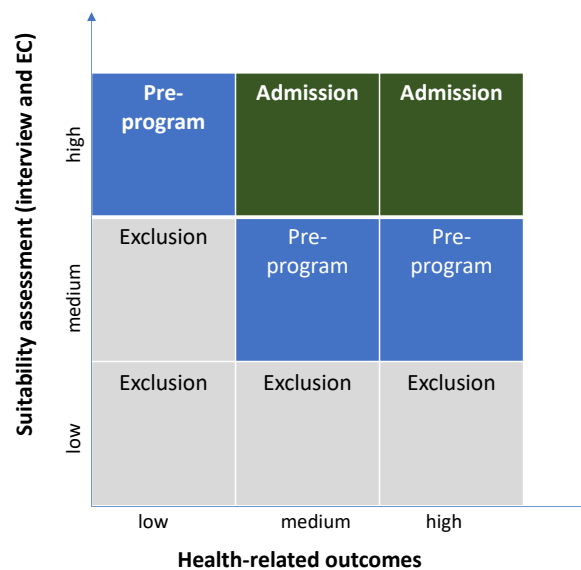 Suitability assessment (interview and EC)
high
Pre-
program
Admission
Admission
medium
Exclusion
Pre-
program
Pre-
program
low
Exclusion
Exclusion
Exclusion
low
medium
high
Health-related outcomes